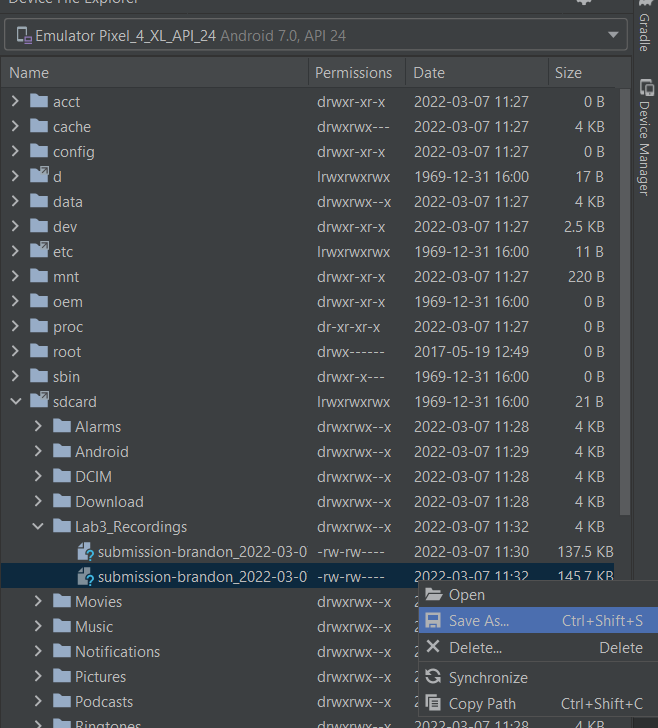 Device File Explorer
Emulator Pixel_4_XL_API_24 Android 7.0, API 24
Name Permissions Date Size
acct drwxr-xr-x 2022-03-07 11:27 0 B
cache drwxrwx--- 2022-03-07 11:27 4 KB
config drwxr-xr-x 2022-03-07 11:27 0 B
d lrwxrwxrwx 1969-12-31 16:00 17 B
data drwxrwx--x 2022-03-07 11:27 4 KB
dev drwxr-xr-x 2022-03-07 11:27 2.5 KB
etc lrwxrwxrwx 1969-12-31 16:00 11 B
mnt drwxr-xr-x 2022-03-07 11:27 220 B
oem drwxr-xr-x 1969-12-31 16:00 0 B
proc dr-xr-xr-x 2022-03-07 11:27 0 B
root drwx------ 2017-05-19 12:49 0 B
sbin drwxr-x--- 1969-12-31 16:00 0 B
sdcard lrwxrwxrwx 1969-12-31 16:00 21 B
Alarms drwxrwx--x 2022-03-07 11:28 4 KB
Android drwxrwx--x 2022-03-07 11:29 4 KB
DCIM drwxrwx--x 2022-03-07 11:28 4 KB
Download drwxrwx--x 2022-03-07 11:28 4 KB
Lab3_Recordings drwxrwx--x 2022-03-07 11:32 4 KB
submission-brandon_2022-03-0 -rw-rw---- 2022-03-07 11:30 137.5 KB
submission-brandon_2022-03-0 -rw-rw---- 2022-03-07 11:32 145.7 KB
Movies drwxrwx--x
Music drwxrwx--x
Notifications drwxrwx--x
Pictures drwxrwx--x
Podcasts drwxrwx--x
Ringtones drwxrwx--x
Open
Save As... Ctrl+Shift+S
Delete... Delete
Synchronize
Copy Path Ctrl+Shift+C
Gradle
Device Manager